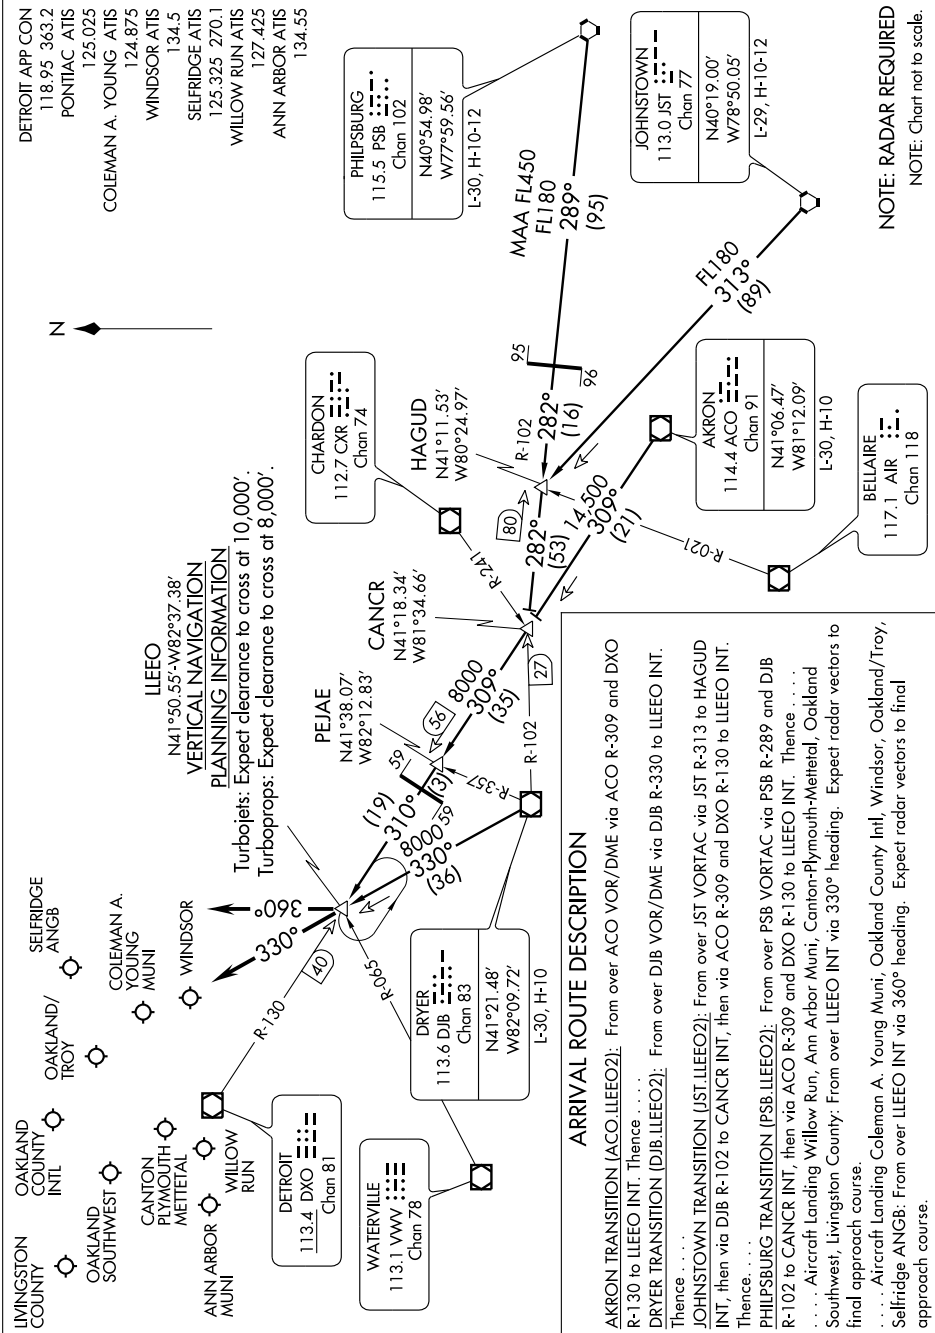 DETROIT APP CON
118.95 363.2
PONTIAC ATIS
125.025
COLEMAN A. YOUNG ATIS
124.875
WINDSOR ATIS
134.5
SELFRIDGE ATIS
125.325 270.1
WILLOW RUN ATIS
127.425
ANN ARBOR ATIS
134.55
LIVINGSTON
COUNTY
OAKLAND
COUNTY
INTL
OAKLAND/
TROY
SELFRIDGE
ANGB
OAKLAND
SOUTHWEST
COLEMAN A.
YOUNG
MUNI
CANTON
PLYMOUTH
METTETAL
WINDSOR
ANN ARBOR
MUNI
WILLOW
RUN
DETROIT
113.4 DXO
Chan 81
WATERVILLE
113.1 VWV
Chan 78
R-130
40
R-065
330°
360°
LLEEO
N41°50.55'-W82°37.38'
VERTICAL NAVIGATION
PLANNING INFORMATION
Turbojets: Expect clearance to cross at 10,000'.
Turboprops: Expect clearance to cross at 8,000'.
N
(19)
310°
(3)
59
59
8000
330°
(36)
DRYER
113.6 DJB
Chan 83
N41°21.48'
W82°09.72'
L-30, H-10
PEJAE
N41°38.07'
W82°12.83'
56
R-357
8000
309°
(35)
R-102
27
CANCR
N41°18.34'
W81°34.66'
CHARDON
112.7 CXR
Chan 74
R-241
HAGUD
N41°11.53'
W80°24.97'
R-102
80
282°
(53)
14,500
309°
(21)
R-021
282°
(16)
95
96
MAA FL450
FL180
289°
(95)
PHILPSBURG
115.5 PSB
Chan 102
N40°54.98'
W77°59.56'
L-30, H-10-12
JOHNSTOWN
113.0 JST
Chan 77
N40°19.00'
W78°50.05'
L-29, H-10-12
FL180
313°
(89)
AKRON
114.4 ACO
Chan 91
N41°06.47'
W81°12.09'
L-30, H-10
BELLAIRE
117.1 AIR
Chan 118
NOTE: RADAR REQUIRED
NOTE: Chart not to scale.
ARRIVAL ROUTE DESCRIPTION
AKRON TRANSITION (ACO.LLEEO2): From over ACO VOR/DME via ACO R-309 and DXO
R-130 to LLEEO INT. Thence . . . .
DRYER TRANSITION (DJB.LLEEO2): From over DJB VOR/DME via DJB R-330 to LLEEO INT.
Thence . . . .
JOHNSTOWN TRANSITION (JST.LLEEO2): From over JST VORTAC via JST R-313 to HAGUD
INT, then via DJB R-102 to CANCR INT, then via ACO R-309 and DXO R-130 to LLEEO INT.
Thence. . . .
PHILPSBURG TRANSITION (PSB.LLEEO2): From over PSB VORTAC via PSB R-289 and DJB
R-102 to CANCR INT, then via ACO R-309 and DXO R-130 to LLEEO INT. Thence . . . .
. . . . Aircraft Landing Willow Run, Ann Arbor Muni, Canton-Plymouth-Mettetal, Oakland
Southwest, Livingston County: From over LLEEO INT via 330° heading. Expect radar vectors to
final approach course.
. . . . Aircraft Landing Coleman A. Young Muni, Oakland County Intl, Windsor, Oakland/Troy,
Selfridge ANGB: From over LLEEO INT via 360° heading. Expect radar vectors to final
approach course.